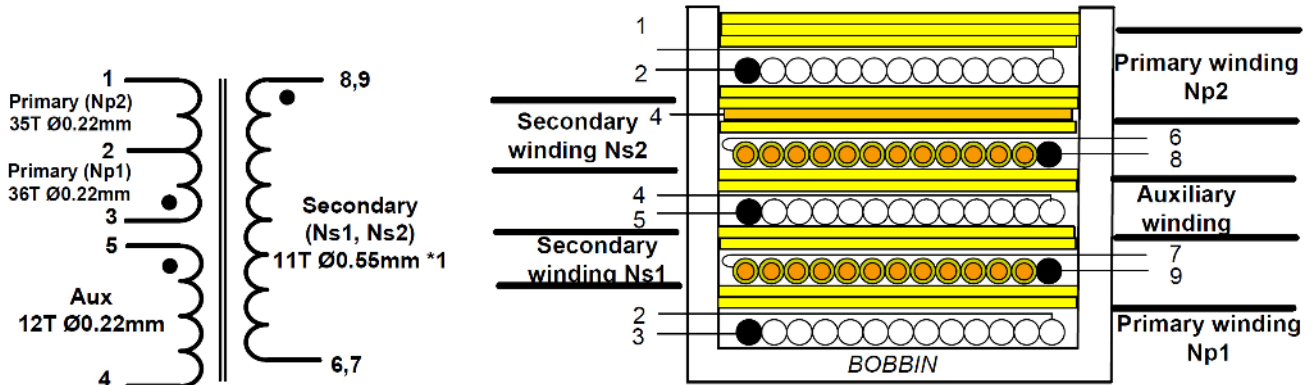 1
8,9
Primary (Np2)
35T Ø0.22mm
2
Primary (Np1)
36T Ø0.22mm
3
Secondary
(Ns1, Ns2)
11T Ø0.55mm *1
5
Aux
12T Ø0.22mm
4
6,7
1
2
Primary winding
Np2
Secondary
winding Ns2
4
6
8
4
5
Auxiliary
winding
Secondary
winding Ns1
7
9
2
3
Primary winding
Np1
BOBBIN